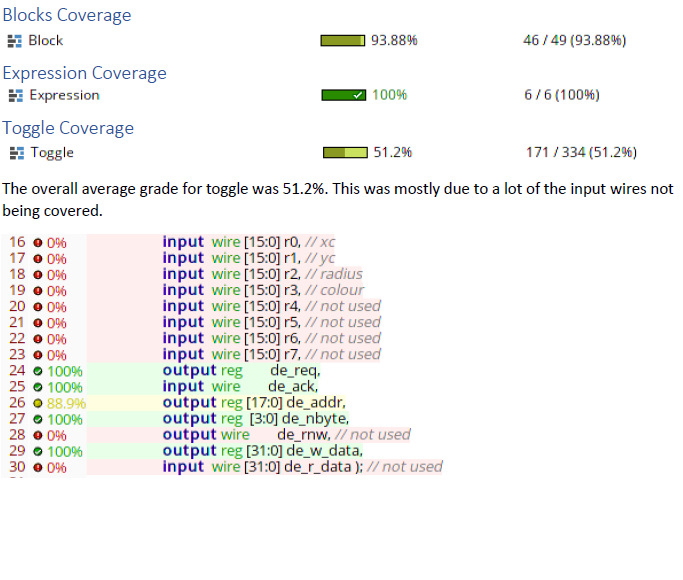 Blocks Coverage
Block 93.88% 46 / 49 (93.88%)
Expression Coverage
Expression 100% 6 / 6 (100%)
Toggle Coverage
Toggle 51.2% 171 / 334 (51.2%)
The overall average grade for toggle was 51.2%. This was mostly due to a lot of the input wires not
being covered.
16 0% input wire [15:0] r0, // xc
17 0% input wire [15:0] r1, // yc
18 0% input wire [15:0] r2, // radius
19 0% input wire [15:0] r3, // colour
20 0% input wire [15:0] r4, // not used
21 0% input wire [15:0] r5, // not used
22 0% input wire [15:0] r6, // not used
23 0% input wire [15:0] r7, // not used
24 100% output reg de_req,
25 100% input wire de_ack,
26 88.9% output reg [17:0] de_addr,
27 100% output reg [3:0] de_nbyte,
28 0% output wire de_rnw, // not used
29 100% output reg [31:0] de_w_data,
30 0% input wire [31:0] de_r_data ); // not used